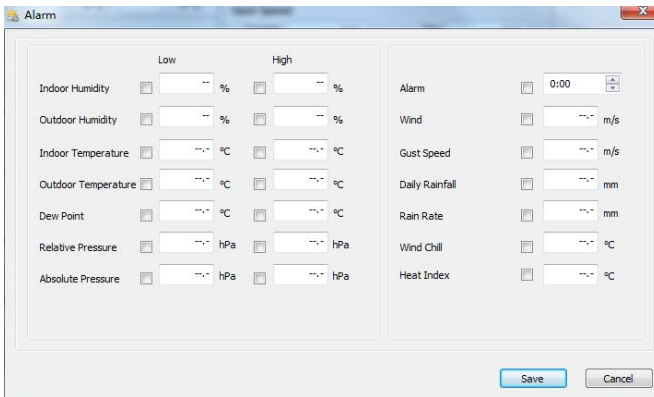 Alarm
Low High
Indoor Humidity -- % -- %
Outdoor Humidity -- % -- %
Indoor Temperature --.- ºC --.- ºC
Outdoor Temperature --.- ºC --.- ºC
Dew Point --.- ºC --.- ºC
Relative Pressure --.- hPa --.- hPa
Absolute Pressure --.- hPa --.- hPa
Alarm 0:00
Wind --.- m/s
Gust Speed --.- m/s
Daily Rainfall --.- mm
Rain Rate --.- mm
Wind Chill --.- ºC
Heat Index --.- ºC
Save Cancel